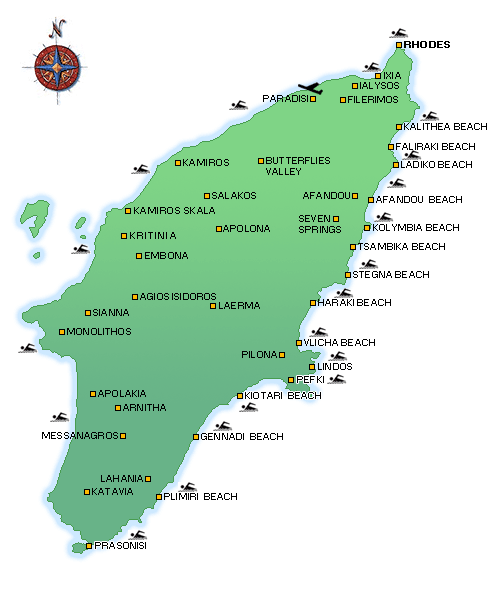 N
RHODES
IXIA
IALYSOS
PARADISI
FILERIMOS
KALITHEA BEACH
FALIRAKI BEACH
KAMIROS
BUTTERFLIES
VALLEY
LADIKO BEACH
SALAKOS
AFANDOU
AFANDOU BEACH
KAMIROS SKALA
SEVEN
SPRINGS
KRITINIA
APOLONA
KOLYMBIA BEACH
TSAMBIKA BEACH
EMBONA
STEGNA BEACH
AGIOS ISIDOROS
LAERMA
HARAKI BEACH
SIANNA
MONOLITHOS
VLICHA BEACH
PILONA
LINDOS
PEFKI
APOLAKIA
KIOTARI BEACH
ARNITHA
MESSANAGROS
GENNADI BEACH
LAHANIA
KATAVIA
PLIMIRI BEACH
PRASONISI